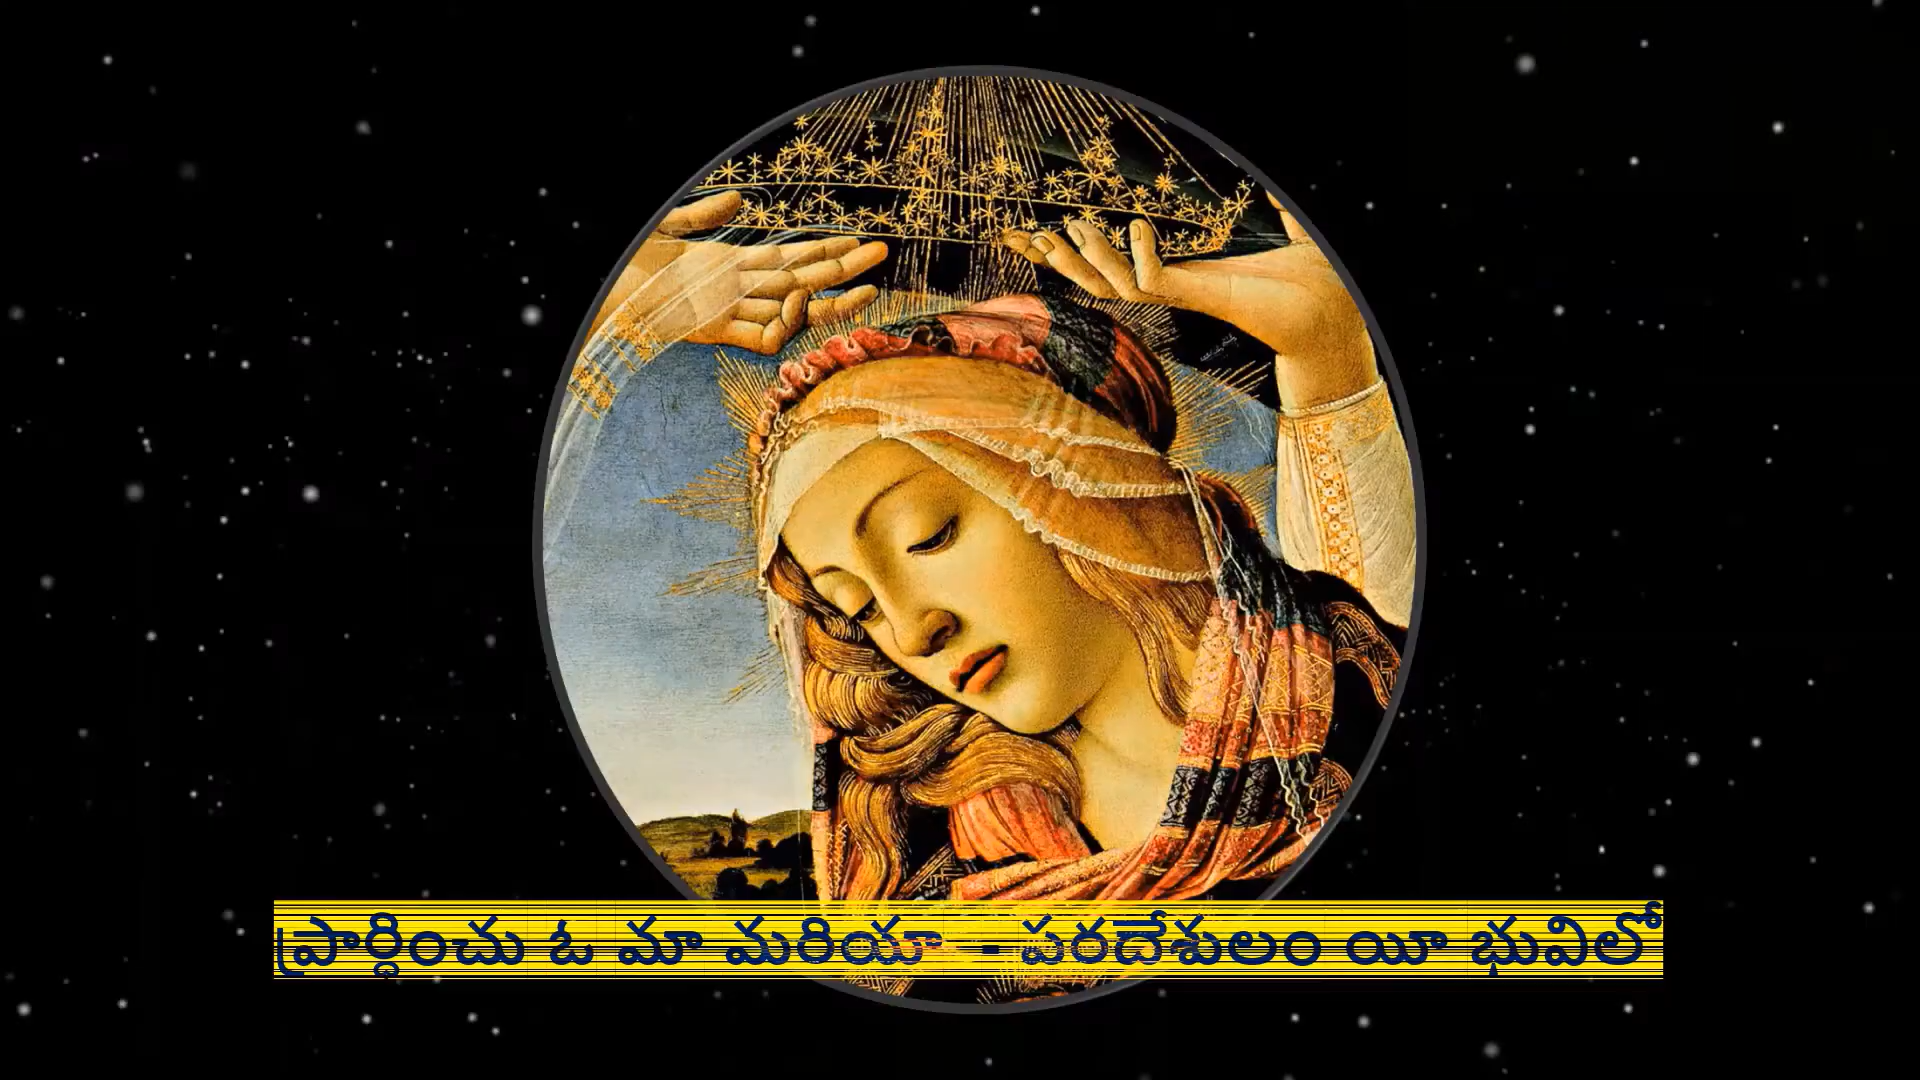 ప్రార్ధించు ఓ మా మరియా - పరదేశులం యీ భువిలో